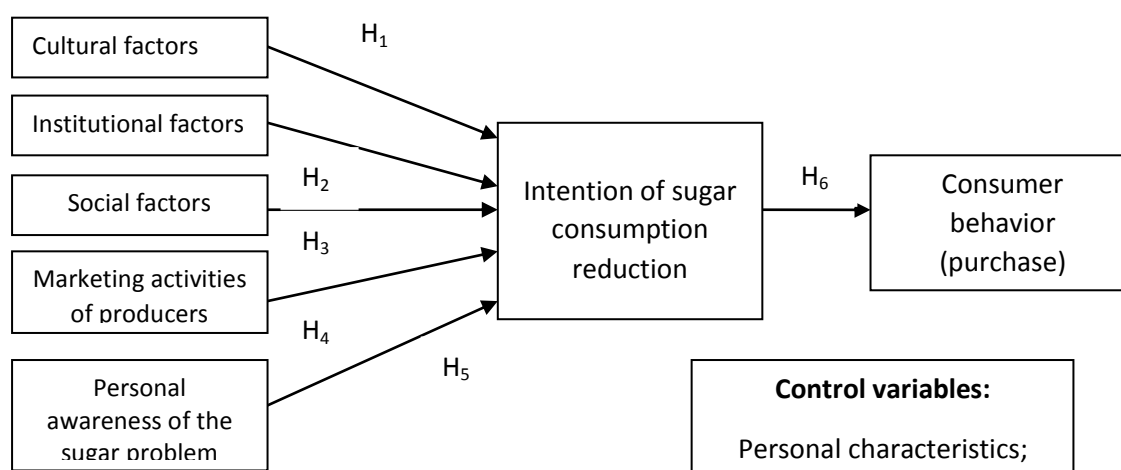 Cultural factors
H₁
Institutional factors
H₂
Social factors
H₃
Marketing activities
of producers
H₄
Personal
awareness of the
sugar problem
H₅
Intention of sugar
consumption
reduction
H₆
Consumer
behavior
(purchase)
Control variables:
Personal characteristics;